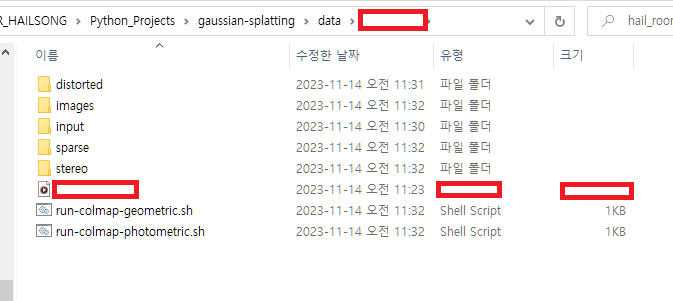 R_HAILSONG > Python_Projects > gaussian-splatting > data > hail_roon
이름 수정한 날짜 유형 크기
distorted 2023-11-14 오전 11:31 파일 폴더
images 2023-11-14 오전 11:32 파일 폴더
input 2023-11-14 오전 11:30 파일 폴더
sparse 2023-11-14 오전 11:32 파일 폴더
stereo 2023-11-14 오전 11:32 파일 폴더
2023-11-14 오전 11:23
run-colmap-geometric.sh 2023-11-14 오전 11:32 Shell Script 1KB
run-colmap-photometric.sh 2023-11-14 오전 11:32 Shell Script 1KB